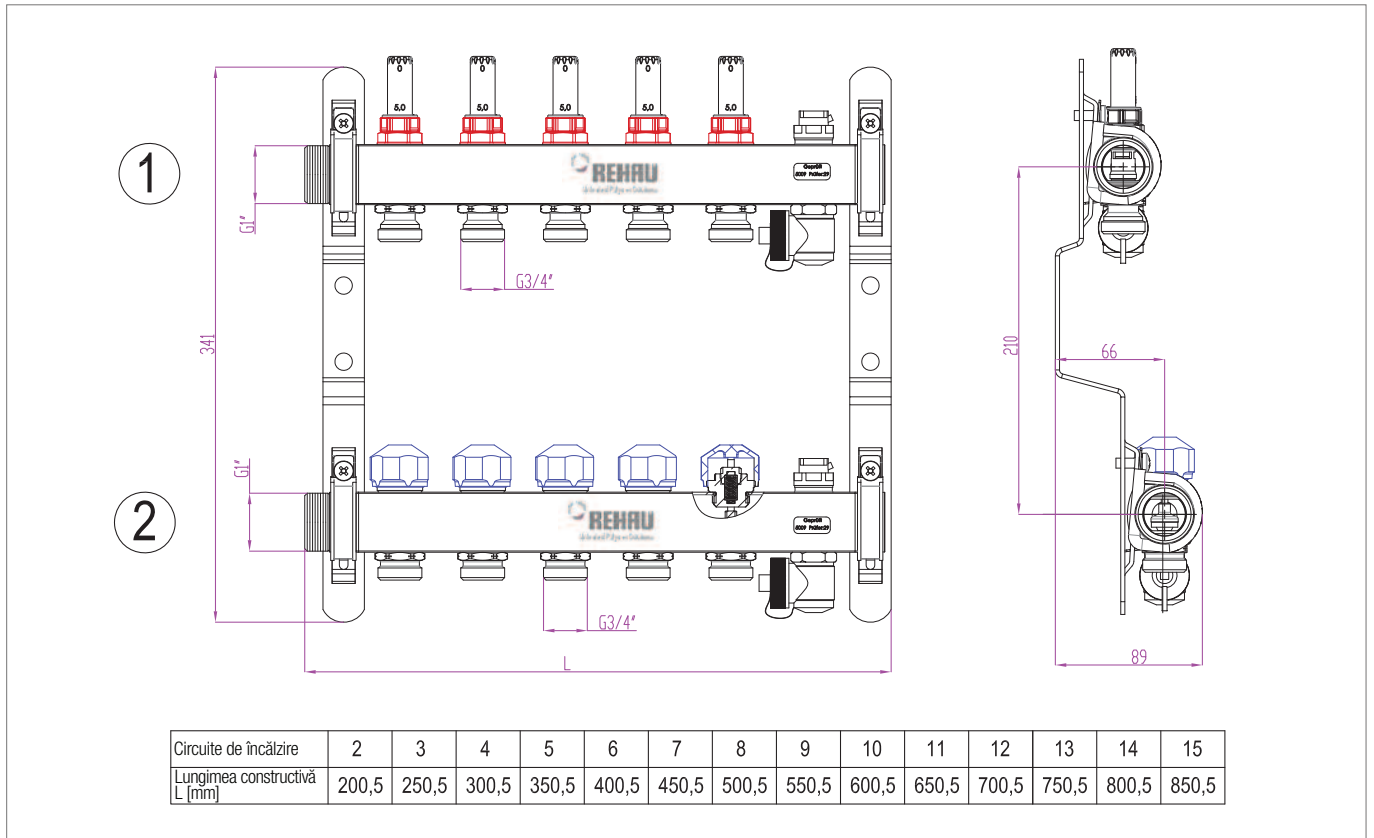 0 0 0 0 0
5,0 5,0 5,0 5,0 5,0
1
REHAU
Geprüft
G1"
G3/4"
341
210
66
G1"
2
REHAU
Geprüft
G3/4"
L
89
Circuite de încălzire 2 3 4 5 6 7 8 9 10 11 12 13 14 15
Lungimea constructivă
L [mm] 200,5 250,5 300,5 350,5 400,5 450,5 500,5 550,5 600,5 650,5 700,5 750,5 800,5 850,5